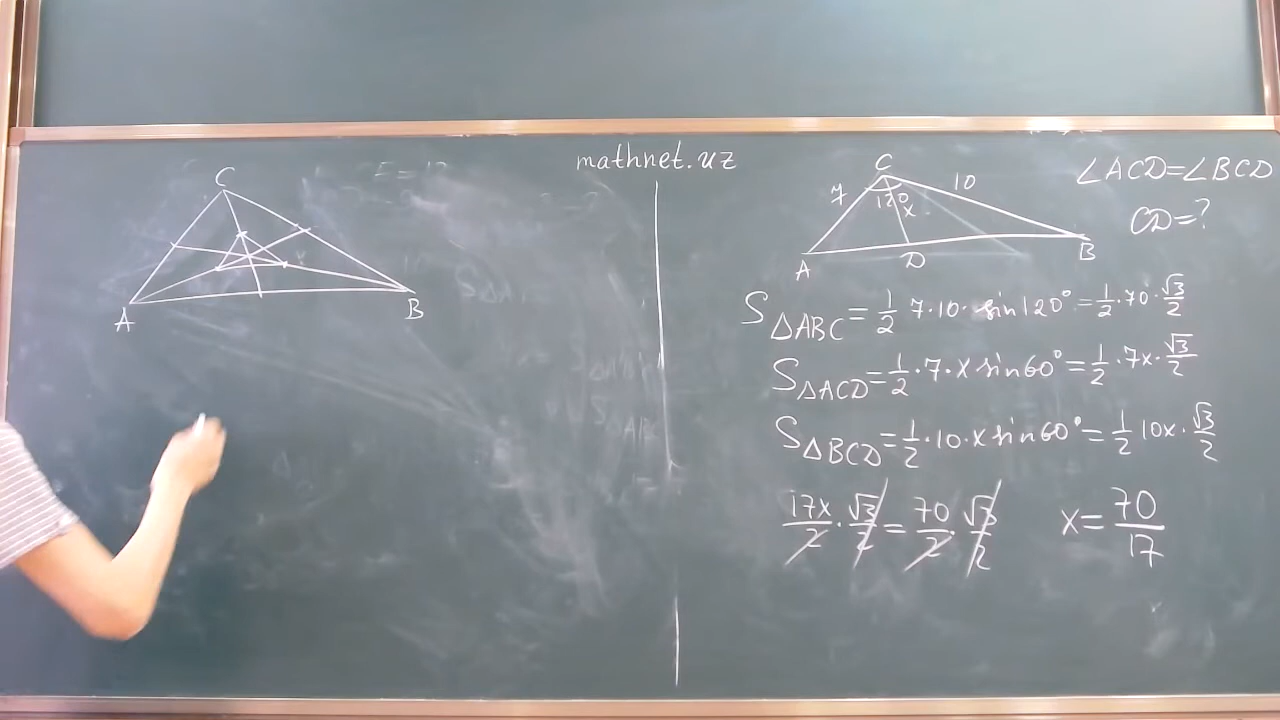 mathnet.uz
C
A
B
C
7
10
120
x
A
D
B
∠ACD=∠BCD
CD=?
S△ABC = 1/2 7·10·sin120° = 1/2·70·√3/2
S△ACD = 1/2·7·x sin60° = 1/2·7x·√3/2
S△BCD = 1/2·10·x sin60° = 1/2 10x·√3/2
17x/2·√3/2 = 70/2 √3/2
x = 70/17